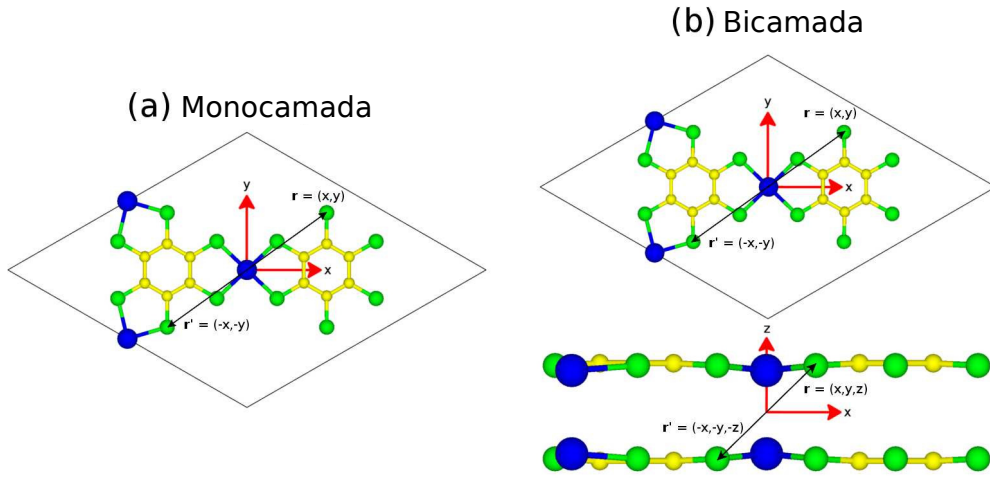 (a) Monocamada
y
r = (x,y)
x
r' = (-x,-y)
(b) Bicamada
y
r = (x,y)
x
r' = (-x,-y)
z
r = (x,y,z)
x
r' = (-x,-y,-z)